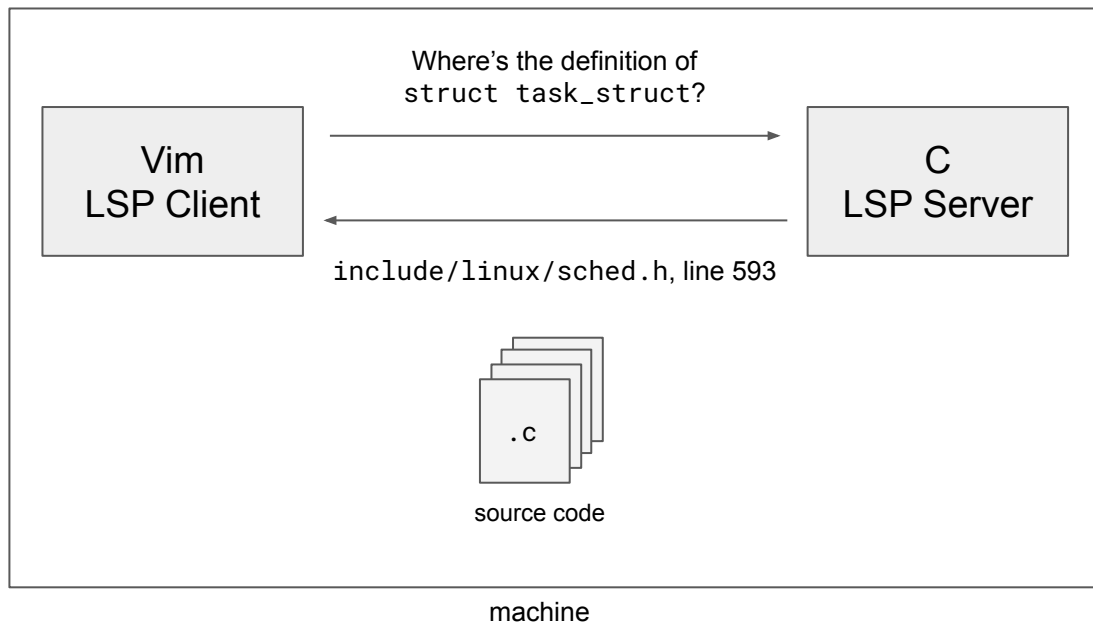 Where’s the definition of
struct task_struct?
Vim
LSP Client
C
LSP Server
include/linux/sched.h, line 593
.c
source code
machine